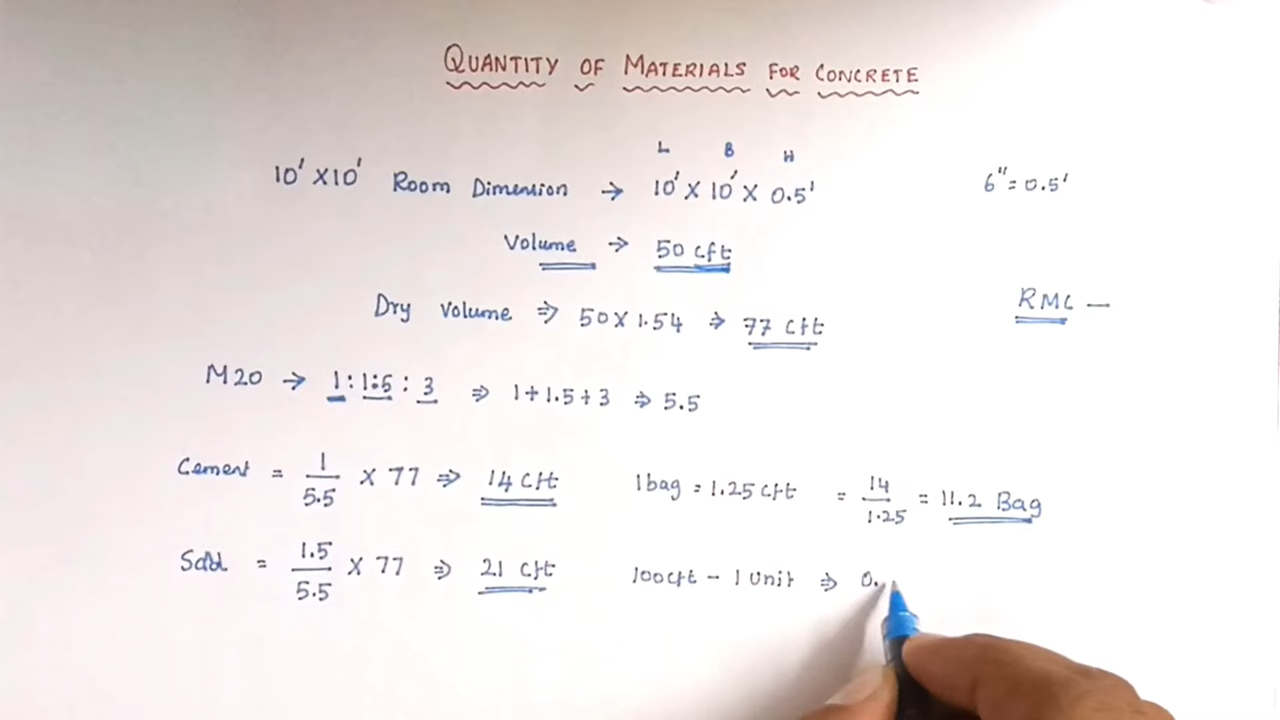 QUANTITY OF MATERIALS FOR CONCRETE
L B H
10' X 10' Room Dimension → 10' X 10' X 0.5' 6" = 0.5'
Volume → 50 cft
Dry Volume ⇒ 50 X 1.54 ⇒ 77 cft
RMC —
M20 → 1 : 1.5 : 3 ⇒ 1+1.5+3 ⇒ 5.5
Cement = 1/5.5 X 77 ⇒ 14 cft 1 bag = 1.25 cft = 14/1.25 = 11.2 Bag
= 1.5/5.5 X 77 ⇒ 21 cft 100 cft - 1 Unit ⇒ 0.